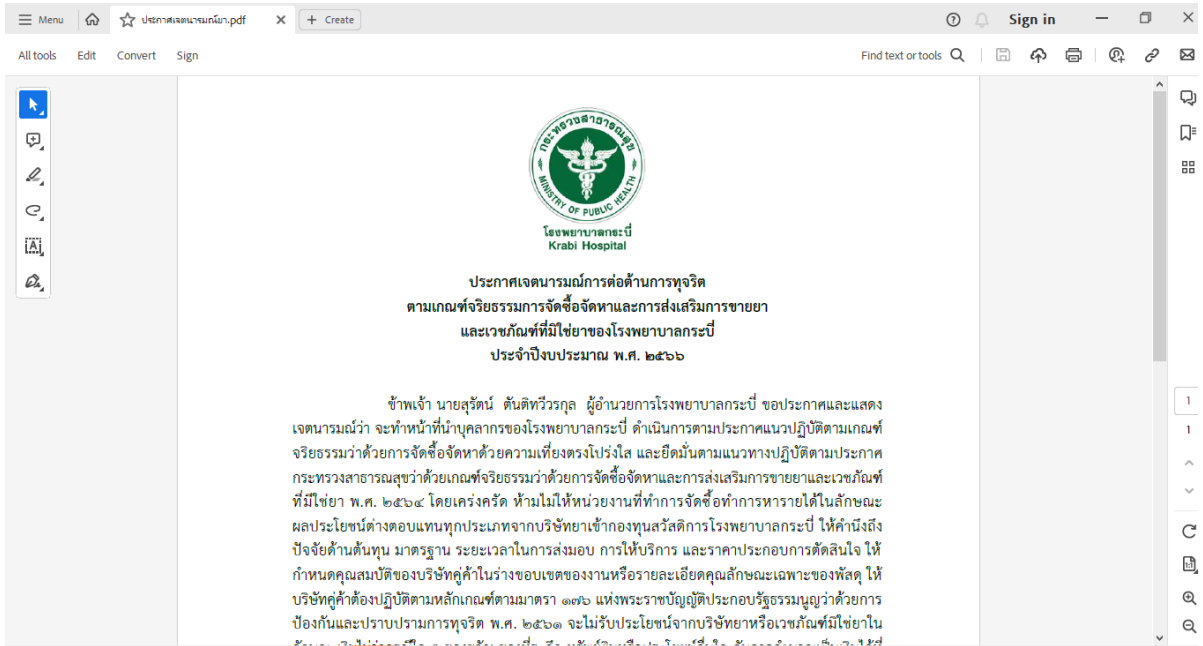 Menu
ประกาศเจตนารมณ์ยา.pdf
+ Create
Sign in
All tools Edit Convert Sign
Find text or tools
กระทรวงสาธารณสุข
MINISTRY OF PUBLIC HEALTH
โรงพยาบาลกระบี่
Krabi Hospital
ประกาศเจตนารมณ์การต่อต้านการทุจริต
ตามเกณฑ์จริยธรรมการจัดซื้อจัดหาและการส่งเสริมการขายยา
และเวชภัณฑ์ที่มิใช่ยาของโรงพยาบาลกระบี่
ประจำปีงบประมาณ พ.ศ. ๒๕๖๖
ข้าพเจ้า นายสุรัตน์ ตันติทวีวรกุล ผู้อำนวยการโรงพยาบาลกระบี่ ขอประกาศและแสดง
เจตนารมณ์ว่า จะทำหน้าที่นำบุคลากรของโรงพยาบาลกระบี่ ดำเนินการตามประกาศแนวปฏิบัติตามเกณฑ์
จริยธรรมว่าด้วยการจัดซื้อจัดหาด้วยความเที่ยงตรงโปร่งใส และยึดมั่นตามแนวทางปฏิบัติตามประกาศ
กระทรวงสาธารณสุขว่าด้วยเกณฑ์จริยธรรมว่าด้วยการจัดซื้อจัดหาและการส่งเสริมการขายยาและเวชภัณฑ์
ที่มิใช่ยา พ.ศ. ๒๕๖๔ โดยเคร่งครัด ห้ามไม่ให้หน่วยงานที่ทำการจัดซื้อทำการหารายได้ในลักษณะ
ผลประโยชน์ต่างตอบแทนทุกประเภทจากบริษัทยาเข้ากองทุนสวัสดิการโรงพยาบาลกระบี่ ให้คำนึงถึง
ปัจจัยด้านต้นทุน มาตรฐาน ระยะเวลาในการส่งมอบ การให้บริการ และราคาประกอบการตัดสินใจ ให้
กำหนดคุณสมบัติของบริษัทคู่ค้าในร่างขอบเขตของงานหรือรายละเอียดคุณลักษณะเฉพาะของพัสดุ ให้
บริษัทคู่ค้าต้องปฏิบัติตามหลักเกณฑ์ตามมาตรา ๑๗๖ แห่งพระราชบัญญัติประกอบรัฐธรรมนูญว่าด้วยการ
ป้องกันและปราบปรามการทุจริต พ.ศ. ๒๕๖๑ จะไม่รับประโยชน์จากบริษัทยาหรือเวชภัณฑ์มิใช่ยาใน
1
1